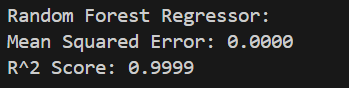 Random Forest Regressor:
Mean Squared Error: 0.0000
R^2 Score: 0.9999